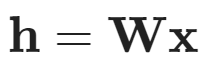 h = Wx